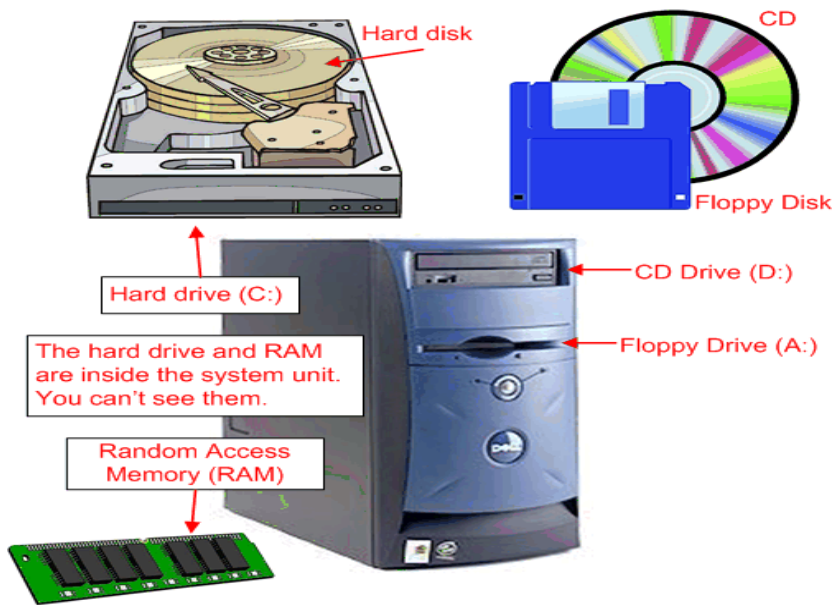 Hard disk
CD
Floppy Disk
Hard drive (C:)
CD Drive (D:)
The hard drive and RAM
are inside the system unit.
You can't see them.
Floppy Drive (A:)
Random Access
Memory (RAM)
DELL